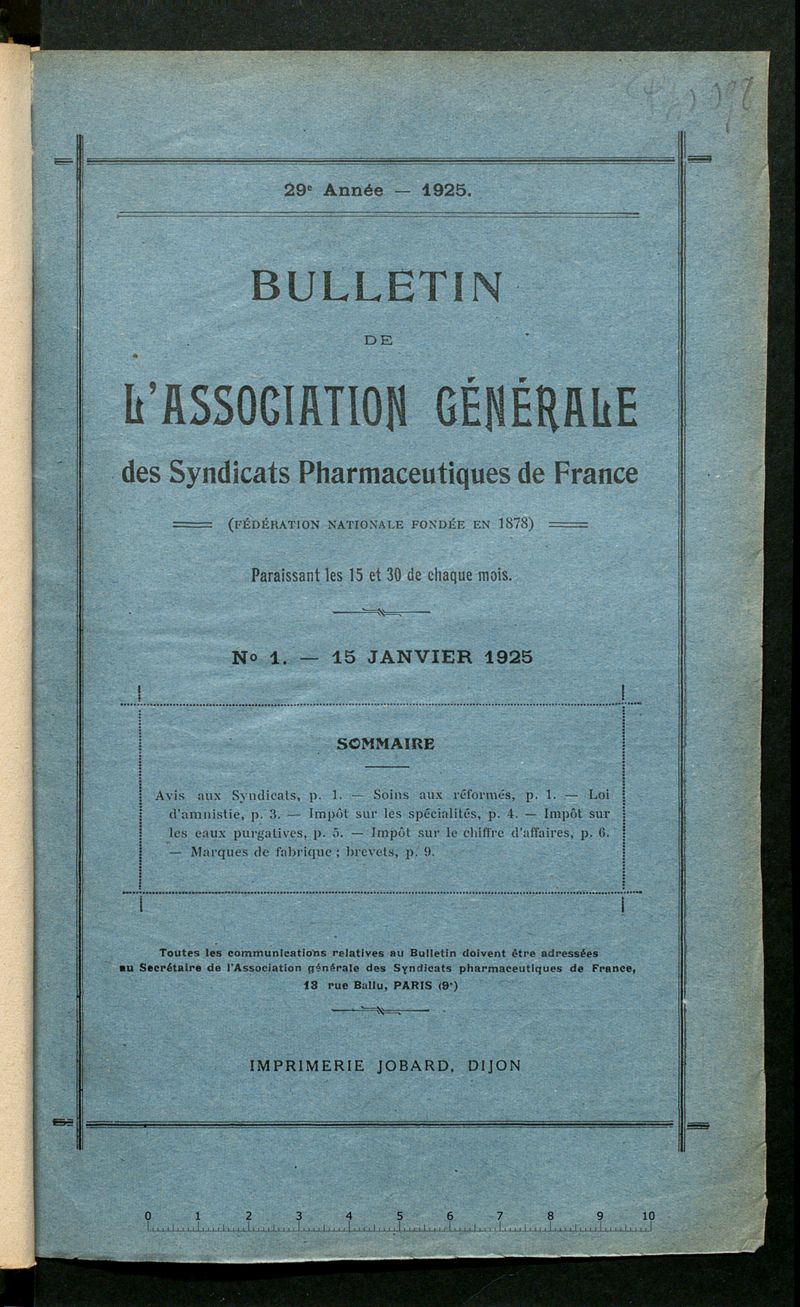 29e Année — 1925.
BULLETIN
DE
L'ASSOCIATION GÉNÉRALE
des Syndicats Pharmaceutiques de France
(FÉDÉRATION NATIONALE FONDÉE EN 1878)
Paraissant les 15 et 30 de chaque mois.
No 1. — 15 JANVIER 1925
SOMMAIRE
Avis aux Syndicats, p. 1. — Soins aux réformés, p. 1. — Loi
d'amnistie, p. 3. — Impôt sur les spécialités, p. 4. — Impôt sur
les eaux purgatives, p. 5. — Impôt sur le chiffre d'affaires, p. 6.
— Marques de fabrique ; brevets, p. 9.
Toutes les communications relatives au Bulletin doivent être adressées
au Secrétaire de l'Association générale des Syndicats pharmaceutiques de France,
13 rue Ballu, PARIS (9e)
IMPRIMERIE JOBARD, DIJON
0 1 2 3 4 5 6 7 8 9 10